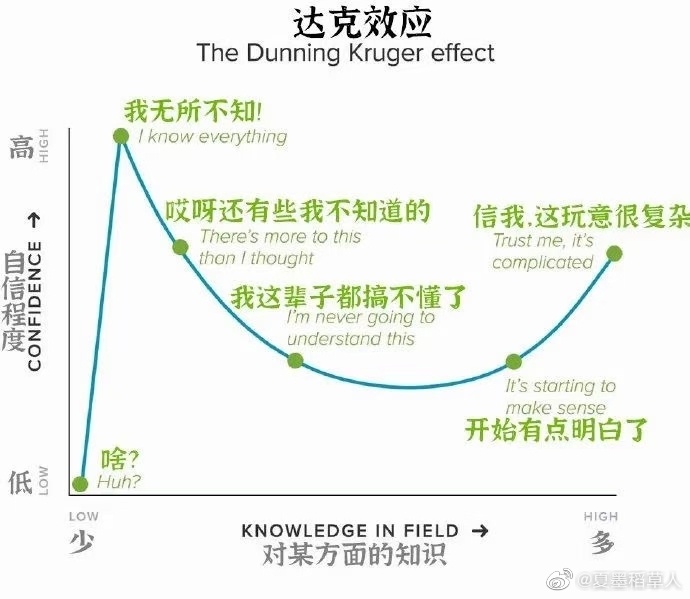 达克效应
The Dunning Kruger effect
我无所不知!
I know everything
高
HIGH
哎呀还有些我不知道的
There's more to this
than I thought
信我,这玩意很复杂
Trust me, it's
complicated
我这辈子都搞不懂了
I'm never going to
understand this
自信程度
CONFIDENCE →
It's starting to
make sense
开始有点明白了
啥?
Huh?
低
LOW
LOW
少
KNOWLEDGE IN FIELD →
对某方面的知识
HIGH
多
@夏墨稻草人